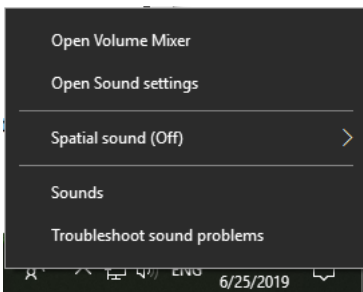 Open Volume Mixer
Open Sound settings
Spatial sound (Off)
Sounds
Troubleshoot sound problems
ENG
6/25/2019